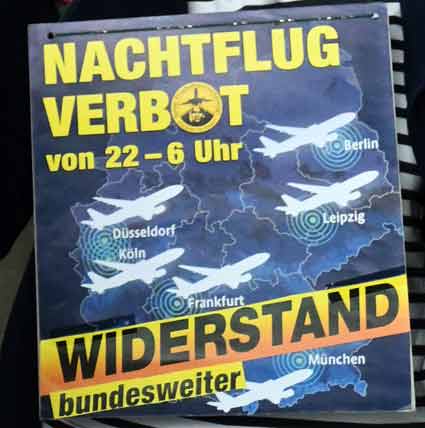 NACHTFLUG
VERBOT
von 22 – 6 Uhr
Berlin
Leipzig
Düsseldorf
Köln
Frankfurt
WIDERSTAND
München
bundesweiter